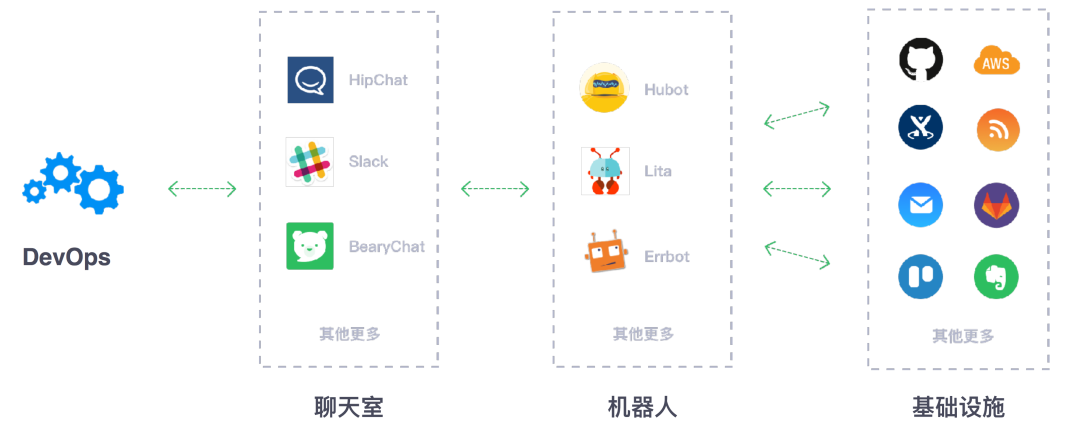 DevOps
HipChat
Slack
BearyChat
其他更多
聊天室
Hubot
Lita
Errbot
其他更多
机器人
AWS
其他更多
基础设施